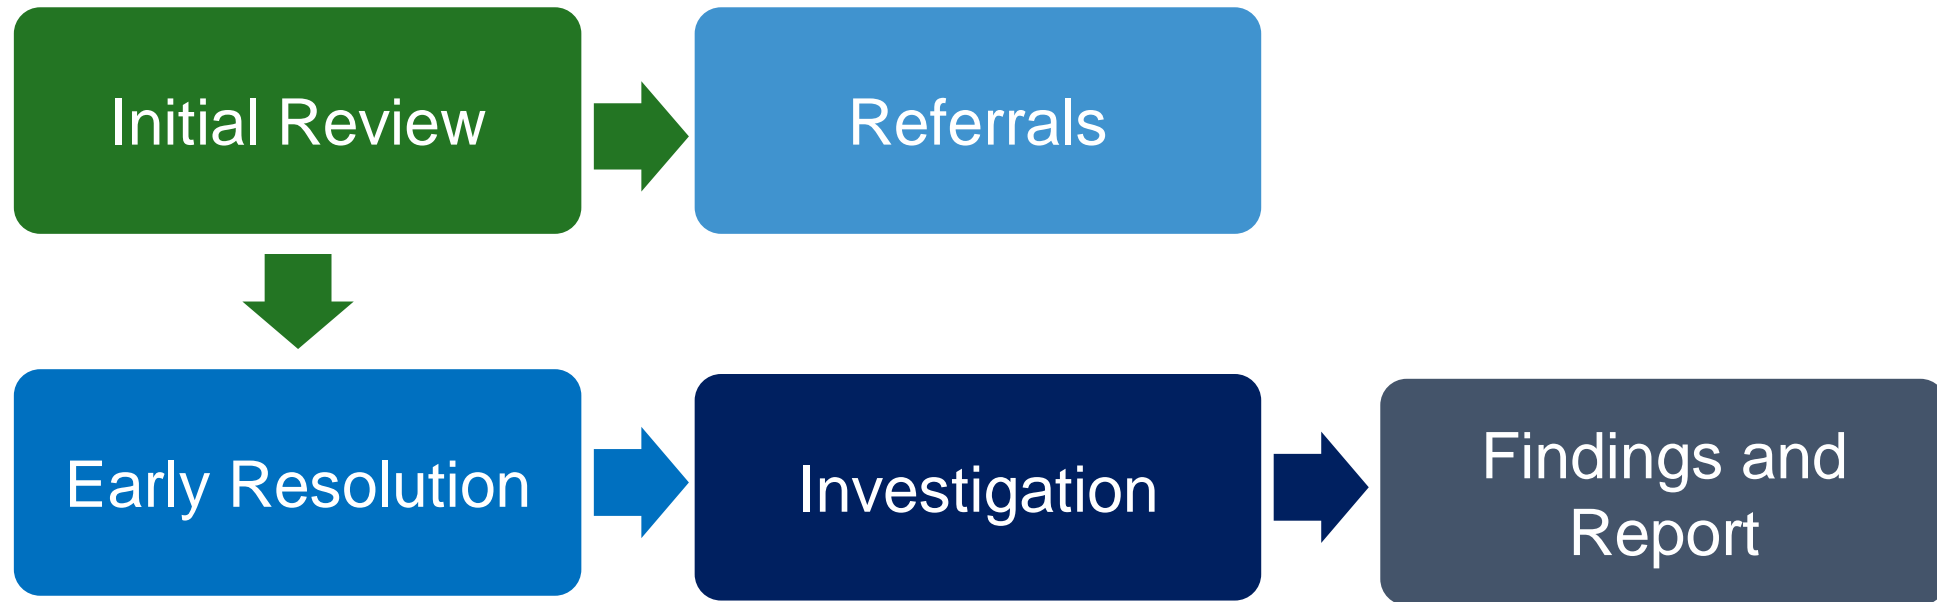 Initial Review
Referrals
Early Resolution
Investigation
Findings and
Report